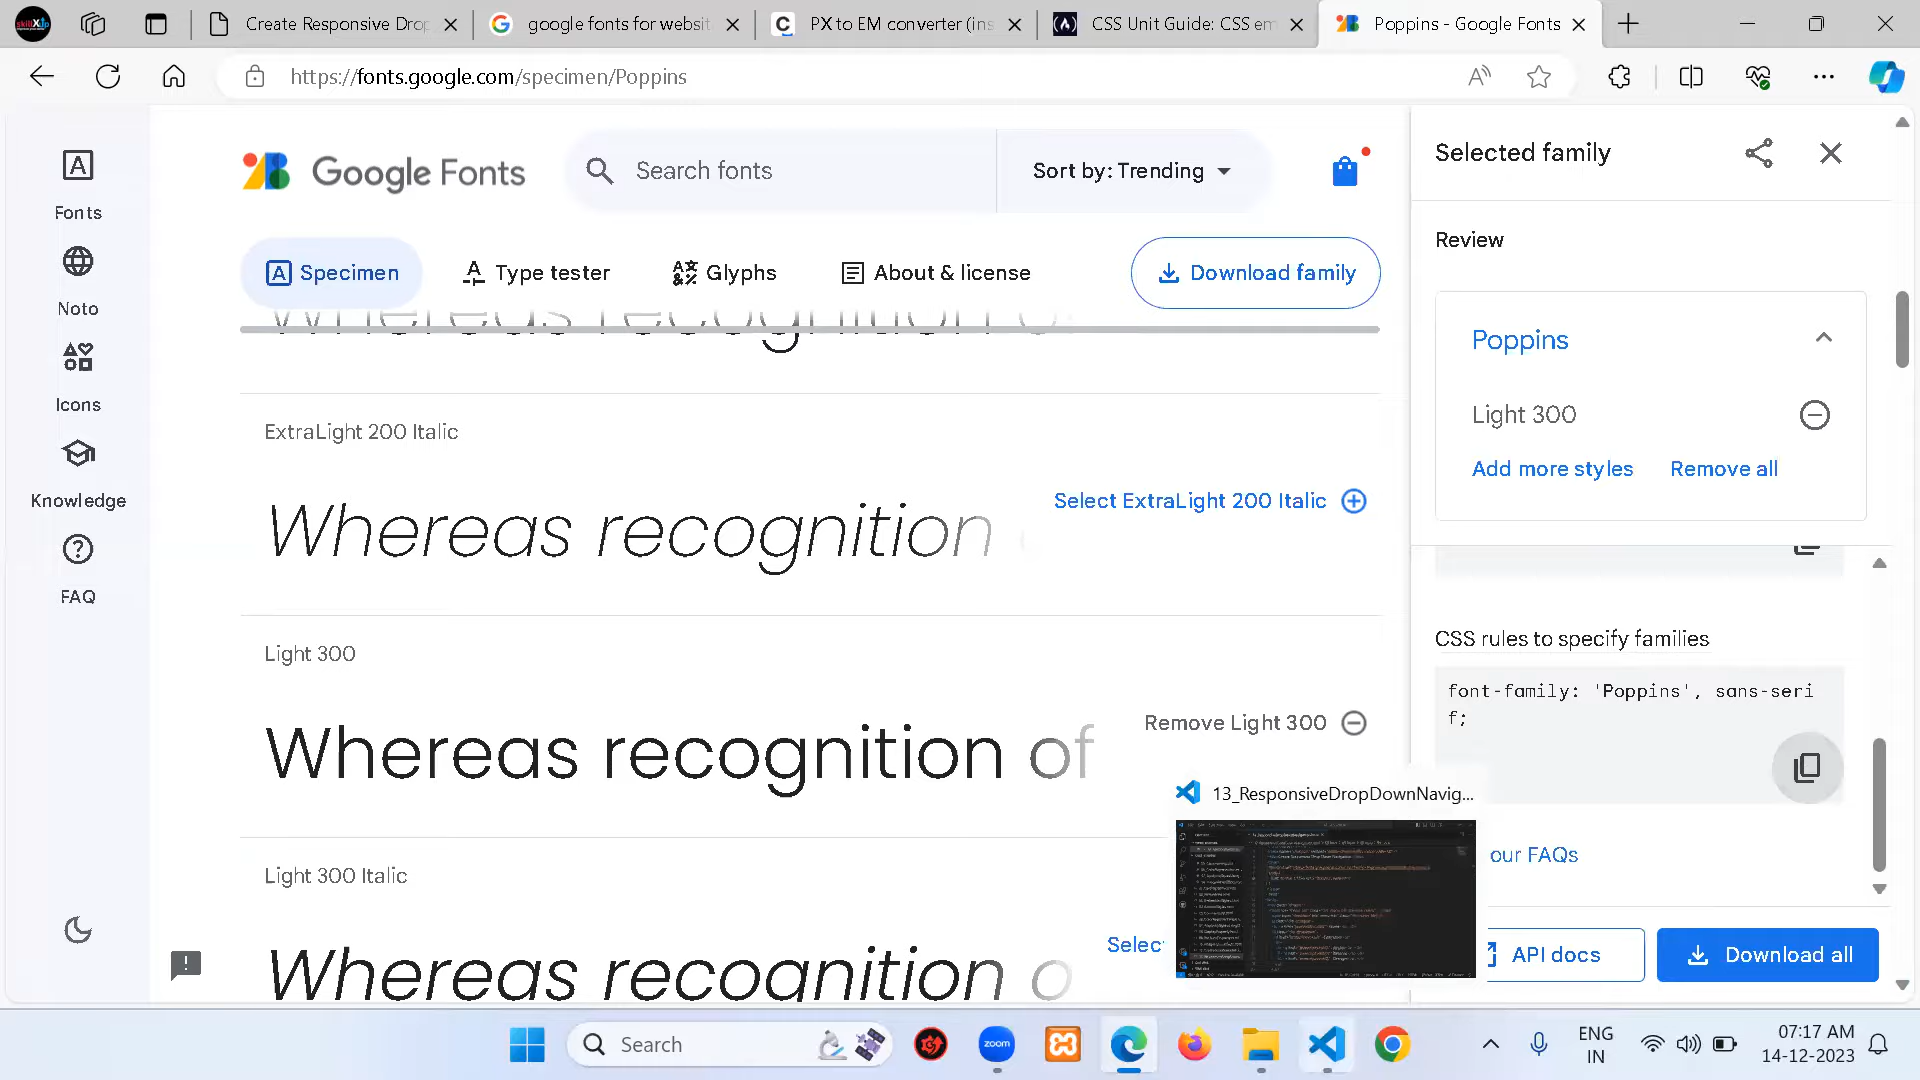 Create Responsive Drop
google fonts for websit
PX to EM converter (ins
CSS Unit Guide: CSS em
Poppins - Google Fonts
https://fonts.google.com/specimen/Poppins
Fonts
Noto
Icons
Knowledge
FAQ
Google Fonts
Search fonts
Sort by: Trending
Specimen
Type tester
Glyphs
About & license
Download family
Whereas recognition o
ExtraLight 200 Italic
Whereas recognition
Select ExtraLight 200 Italic
Light 300
Whereas recognition of
Remove Light 300
Light 300 Italic
Whereas recognition o
Selec
Selected family
Review
Poppins
Light 300
Add more styles
Remove all
CSS rules to specify families
font-family: 'Poppins', sans-seri
f;
13_ResponsiveDropDownNavig...
our FAQs
API docs
Download all
Search
zoom
ENG
IN
07:17 AM
14-12-2023